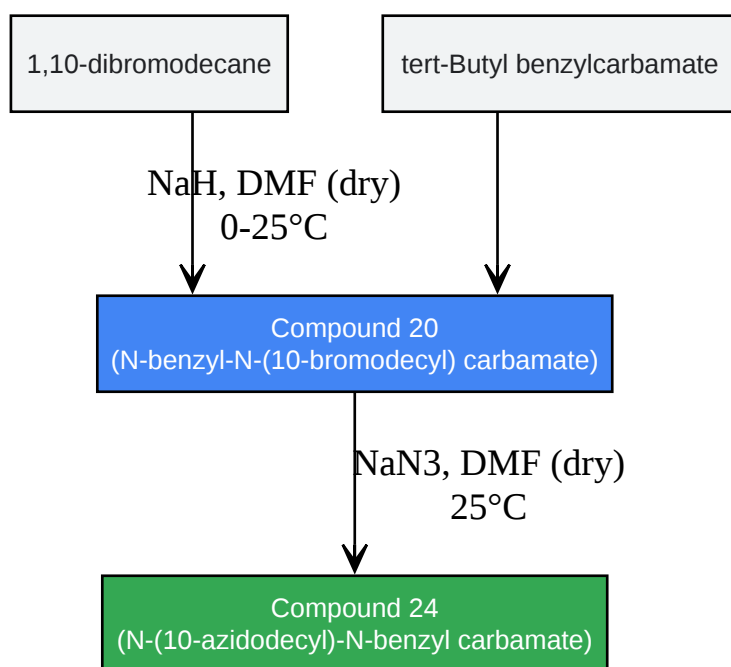 1,10-dibromodecane
tert-Butyl benzylcarbamate
NaH, DMF (dry)
0-25°C
Compound 20
(N-benzyl-N-(10-bromodecyl) carbamate)
NaN3, DMF (dry)
25°C
Compound 24
(N-(10-azidodecyl)-N-benzyl carbamate)